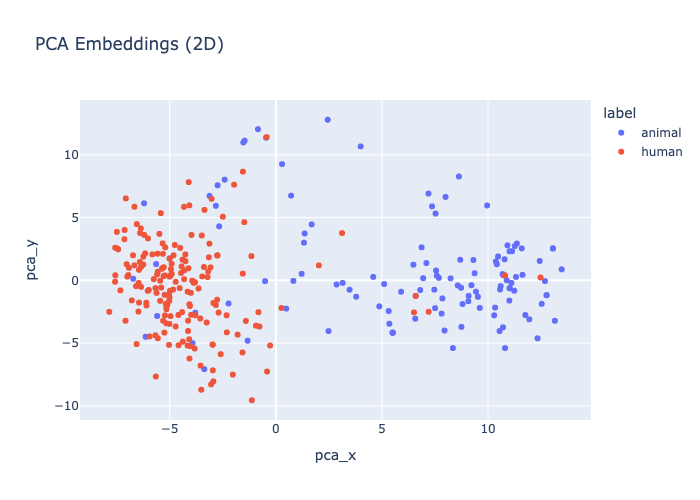 PCA Embeddings (2D)
label
animal
human
10
5
0
−5
−10
pca_y
−5
0
5
10
pca_x